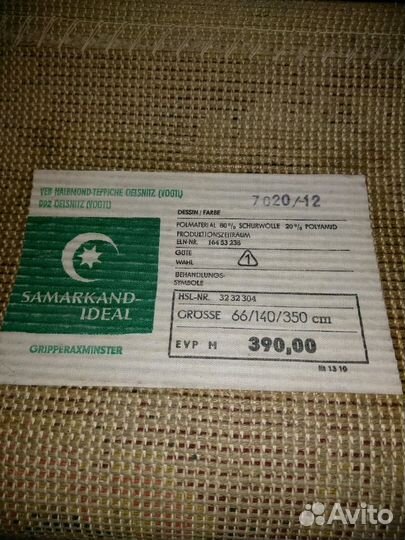 VEB HALBMOND-TEPPICHE OELSNITZ (VOGTL)
992 OELSNITZ (VOGTL)
SAMARKAND-
IDEAL
GRIPPERAXMINSTER
DESSIN/FARBE 7020/-12
POLMATERIAL 80% SCHURWOLLE 20% POLYAMID
PRODUKTIONSZEITRAUM
ELN-NR. 164 53 238
GÜTE
WAHL 1
BEHANDLUNGS-
SYMBOLE
HSL-NR. 32 32 304
GRÖSSE 66/140/350 cm
EVP M 390,00
III 13 10
Avito